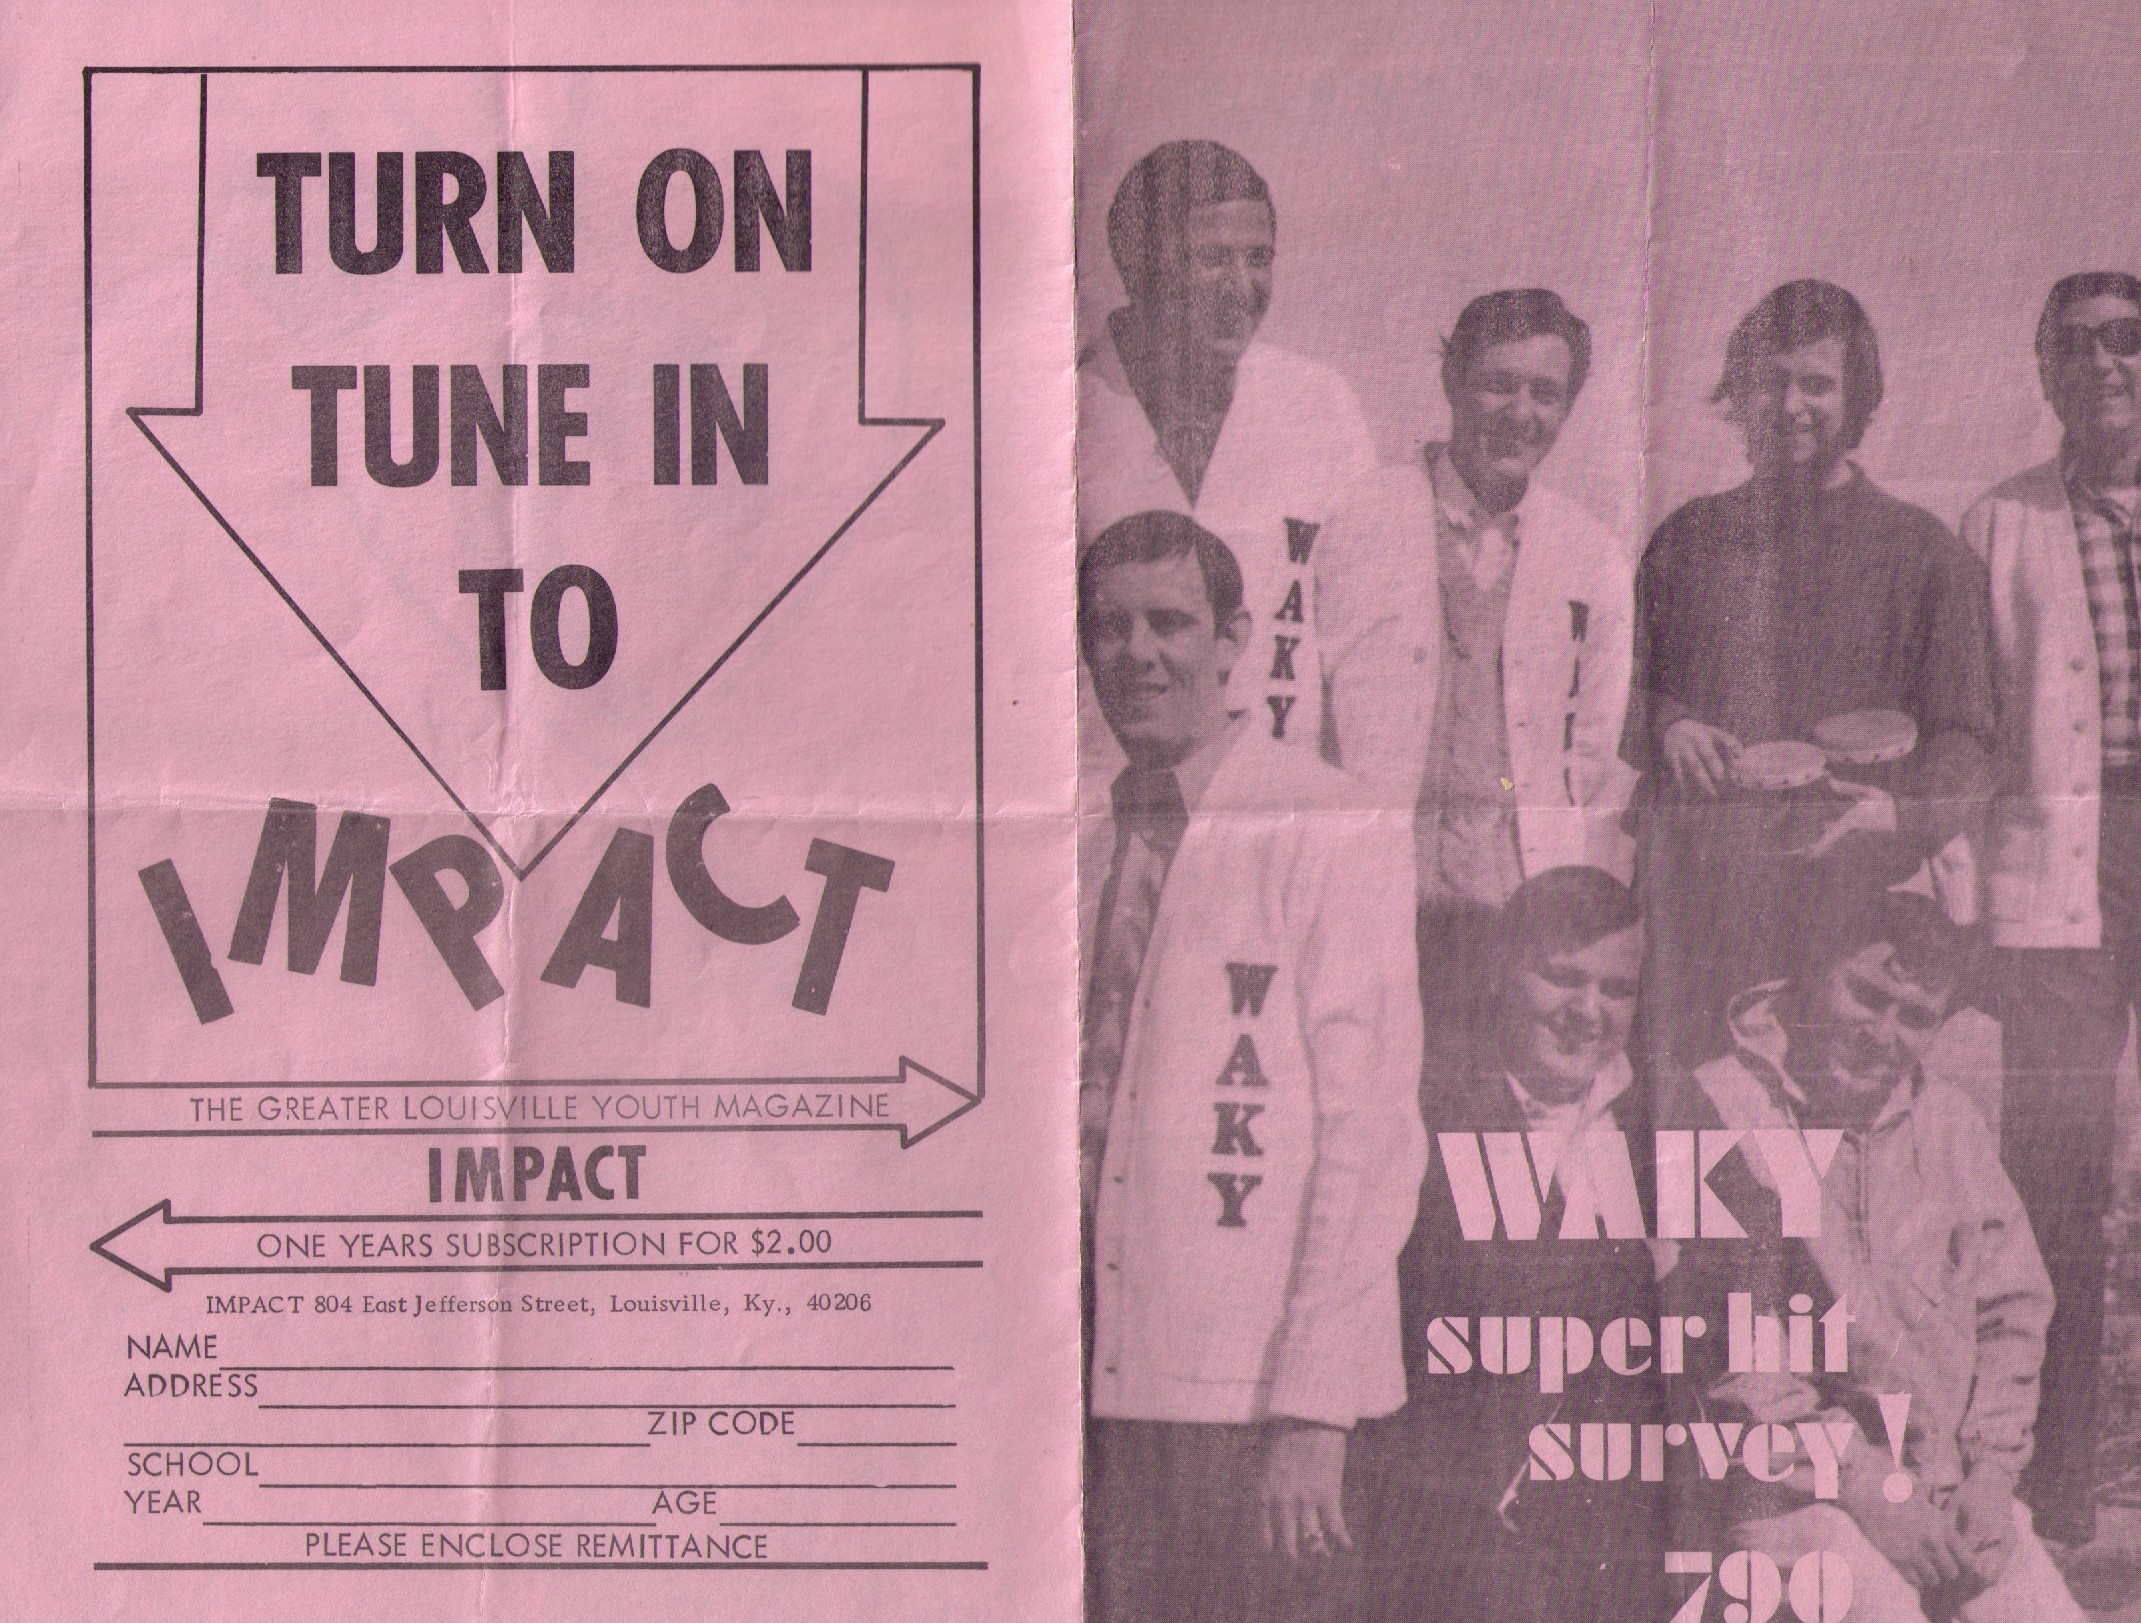 TURN ON
TUNE IN
TO
IMPACT
THE GREATER LOUISVILLE YOUTH MAGAZINE
IMPACT
ONE YEARS SUBSCRIPTION FOR $2.00
IMPACT 804 East Jefferson Street, Louisville, Ky., 40206
NAME
ADDRESS
ZIP CODE
SCHOOL
YEAR AGE
PLEASE ENCLOSE REMITTANCE
WAKY
WAKY
WAKY
super hit
survey!
790